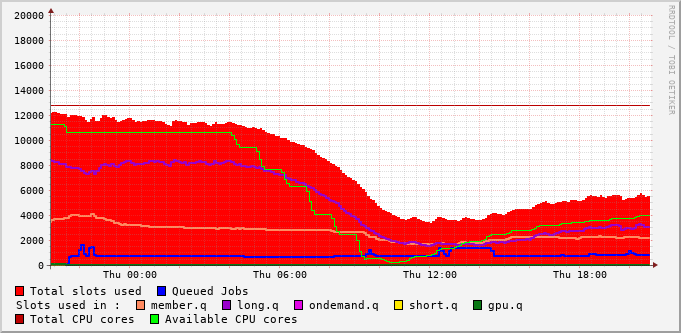 20000
18000
16000
14000
12000
10000
8000
6000
4000
2000
0
Thu 00:00 Thu 06:00 Thu 12:00 Thu 18:00
RRDTOOL / TOBI OETIKER
Total slots used Queued Jobs
Slots used in : member.q long.q ondemand.q short.q gpu.q
Total CPU cores Available CPU cores